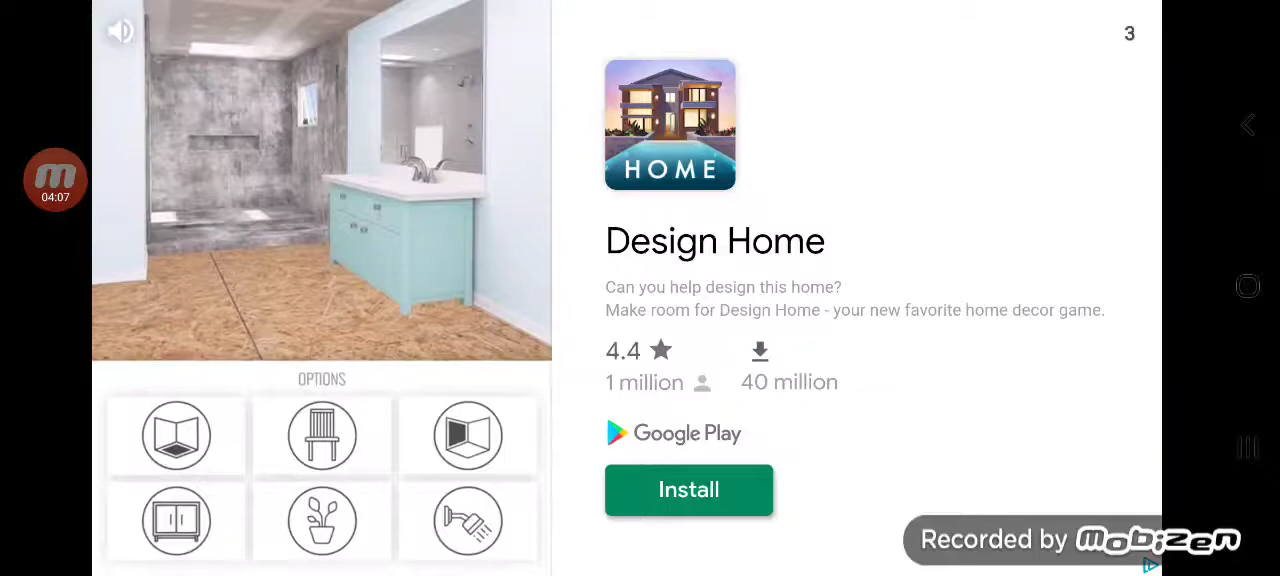 3
04:07
HOME
Design Home
Can you help design this home?
Make room for Design Home - your new favorite home decor game.
4.4
1 million
40 million
Google Play
Install
OPTIONS
Recorded by mobizen